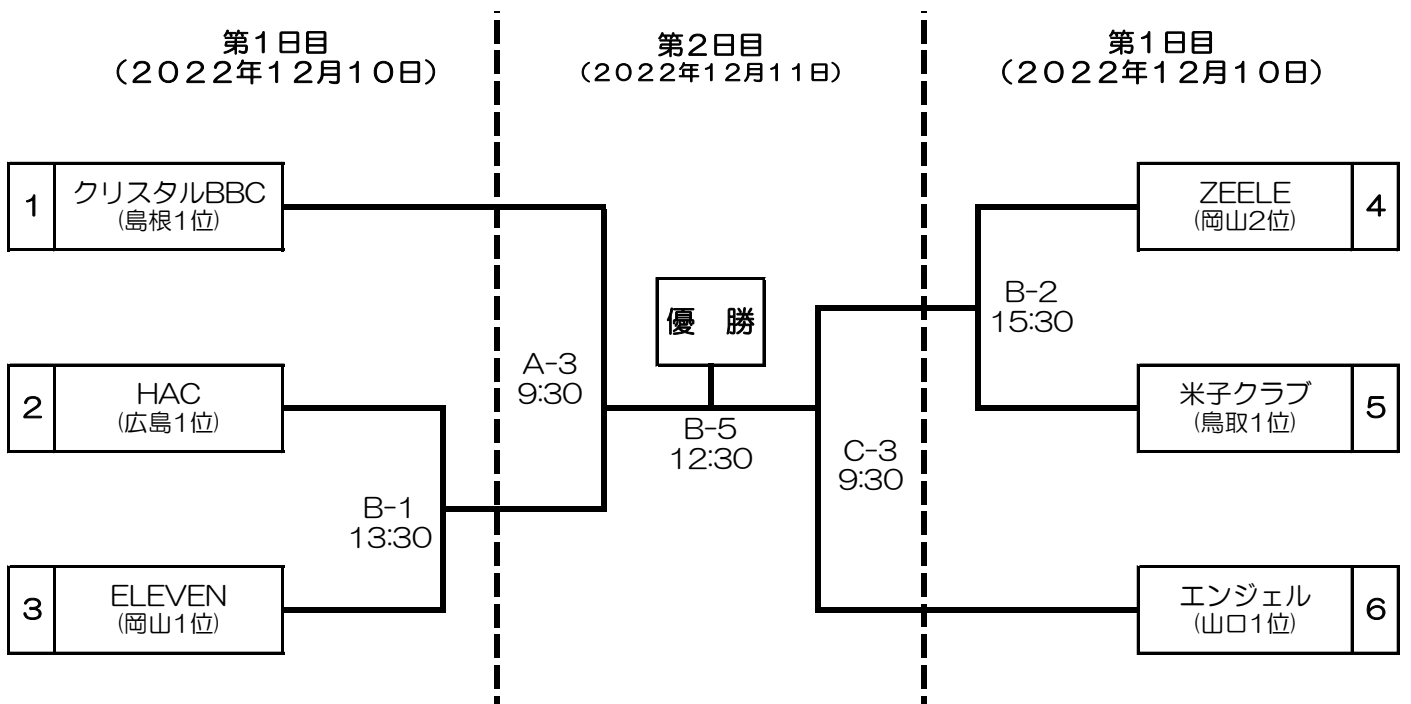 第１日目
（２０２２年１２月１０日）
第２日目
（２０２２年１２月１１日）
第１日目
（２０２２年１２月１０日）
1
クリスタルBBC
(島根1位)
2
HAC
(広島1位)
3
ELEVEN
(岡山1位)
B-1
13:30
A-3
9:30
優　勝
B-5
12:30
C-3
9:30
B-2
15:30
ZEELE
(岡山2位)
4
米子クラブ
(鳥取1位)
5
エンジェル
(山口1位)
6